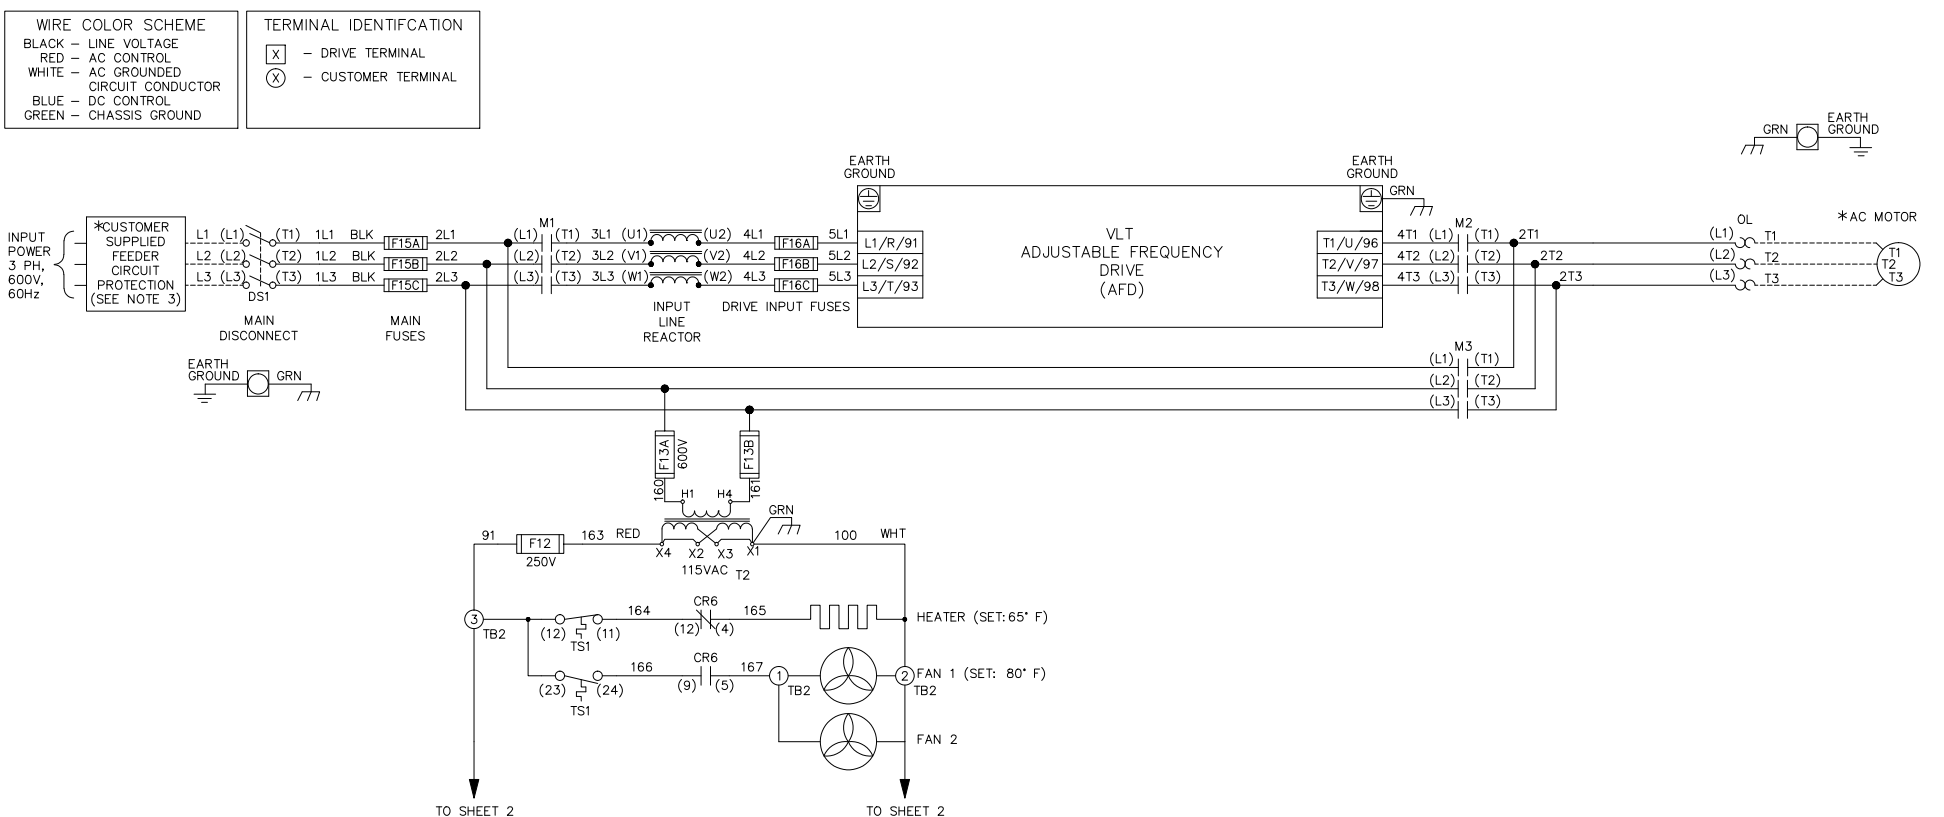 WIRE COLOR SCHEME
BLACK – LINE VOLTAGE
RED – AC CONTROL
WHITE – AC GROUNDED
CIRCUIT CONDUCTOR
BLUE – DC CONTROL
GREEN – CHASSIS GROUND
TERMINAL IDENTIFCATION
X – DRIVE TERMINAL
X – CUSTOMER TERMINAL
GRN
EARTH
GROUND
EARTH
GROUND
EARTH
GROUND
GRN
INPUT
POWER
3 PH,
600V,
60Hz
*CUSTOMER
SUPPLIED
FEEDER
CIRCUIT
PROTECTION
(SEE NOTE 3)
M1
M2
OL
*AC MOTOR
L1 (L1) (T1) 1L1 BLK F15A 2L1 (L1) (T1) 3L1 (U1) (U2) 4L1 F16A 5L1 L1/R/91
L2 (L2) (T2) 1L2 BLK F15B 2L2 (L2) (T2) 3L2 (V1) (V2) 4L2 F16B 5L2 L2/S/92
L3 (L3) (T3) 1L3 BLK F15C 2L3 (L3) (T3) 3L3 (W1) (W2) 4L3 F16C 5L3 L3/T/93
DS1
MAIN
DISCONNECT
MAIN
FUSES
INPUT
LINE
REACTOR
DRIVE INPUT FUSES
VLT
ADJUSTABLE FREQUENCY
DRIVE
(AFD)
T1/U/96 4T1 (L1) (T1) 2T1 (L1) T1
T2/V/97 4T2 (L2) (T2) 2T2 (L2) T2
T3/W/98 4T3 (L3) (T3) 2T3 (L3) T3
T1
T2
T3
M3
(L1) (T1)
(L2) (T2)
(L3) (T3)
EARTH
GROUND
GRN
F13A
600V
F13B
160
161
H1 H4
GRN
91 F12 163 RED
250V
100 WHT
X4 X2 X3 X1
115VAC T2
3
TB2
164 CR6 165
(12) (11) (12) (4)
TS1
HEATER (SET:65° F)
166 CR6 167
(23) (24) (9) (5)
TS1
1
TB2
2
TB2
FAN 1 (SET: 80° F)
FAN 2
TO SHEET 2
TO SHEET 2